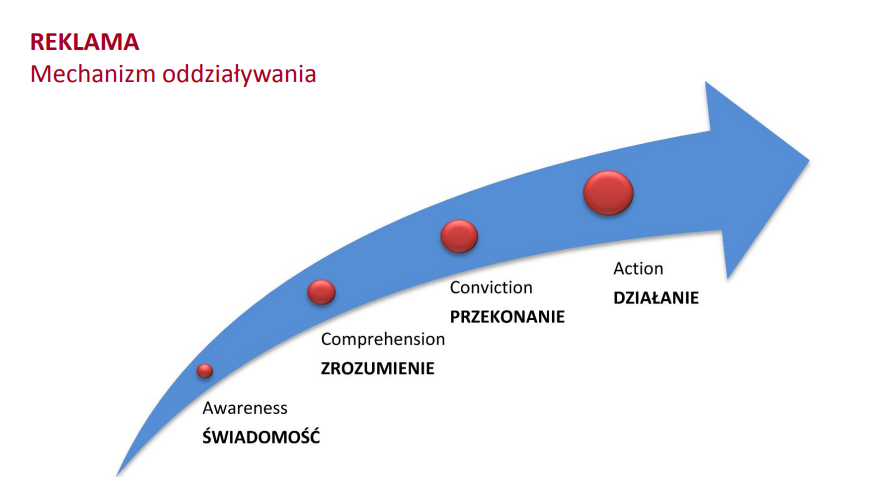 REKLAMA
Mechanizm oddziaływania
Awareness
ŚWIADOMOŚĆ
Comprehension
ZROZUMIENIE
Conviction
PRZEKONANIE
Action
DZIAŁANIE